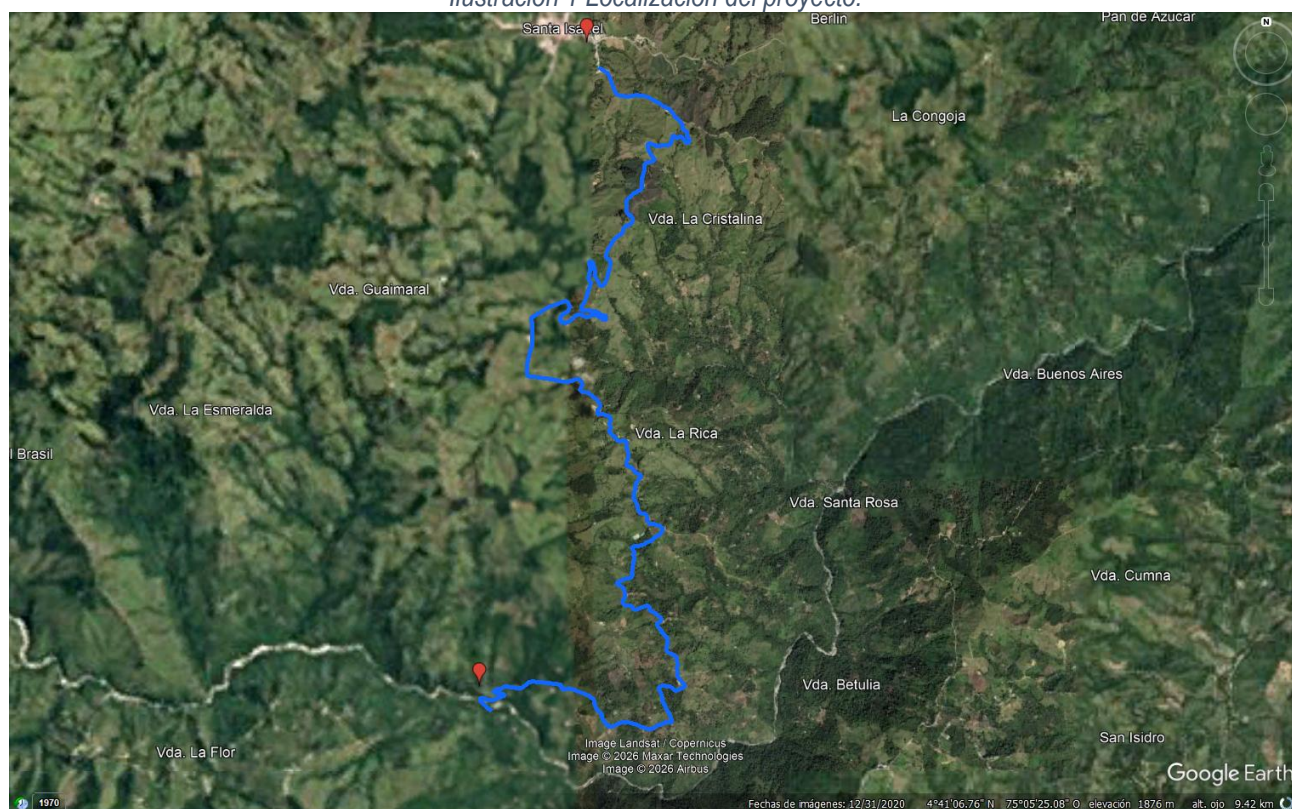 Ilustración 1 Localización del proyecto.
Santa Isabel
Berlin
Pan de Azucar
N
La Congoja
Vda. La Cristalina
Vda. Guaimaral
Vda. Buenos Aires
Vda. La Esmeralda
Vda. La Rica
l Brasil
Vda. Santa Rosa
Vda. Cumna
Vda. Betulia
San Isidro
Vda. La Flor
Image Landsat / Copernicus
Image © 2026 Maxar Technologies
Image © 2026 Airbus
Google Earth
1970
Fechas de imágenes: 12/31/2020 4°41'06.76" N 75°05'25.08" O elevación 1876 m alt. ojo 9.42 km